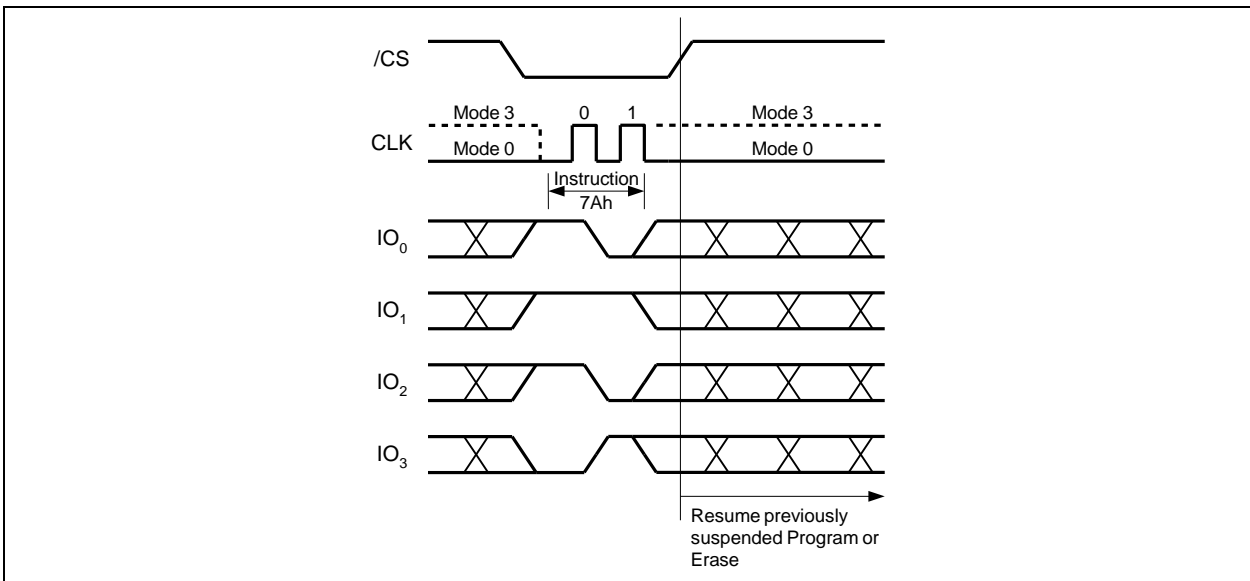 /CS
Mode 3 0 1 Mode 3
CLK
Mode 0 Mode 0
Instruction
7Ah
IO0
IO1
IO2
IO3
Resume previously
suspended Program or
Erase